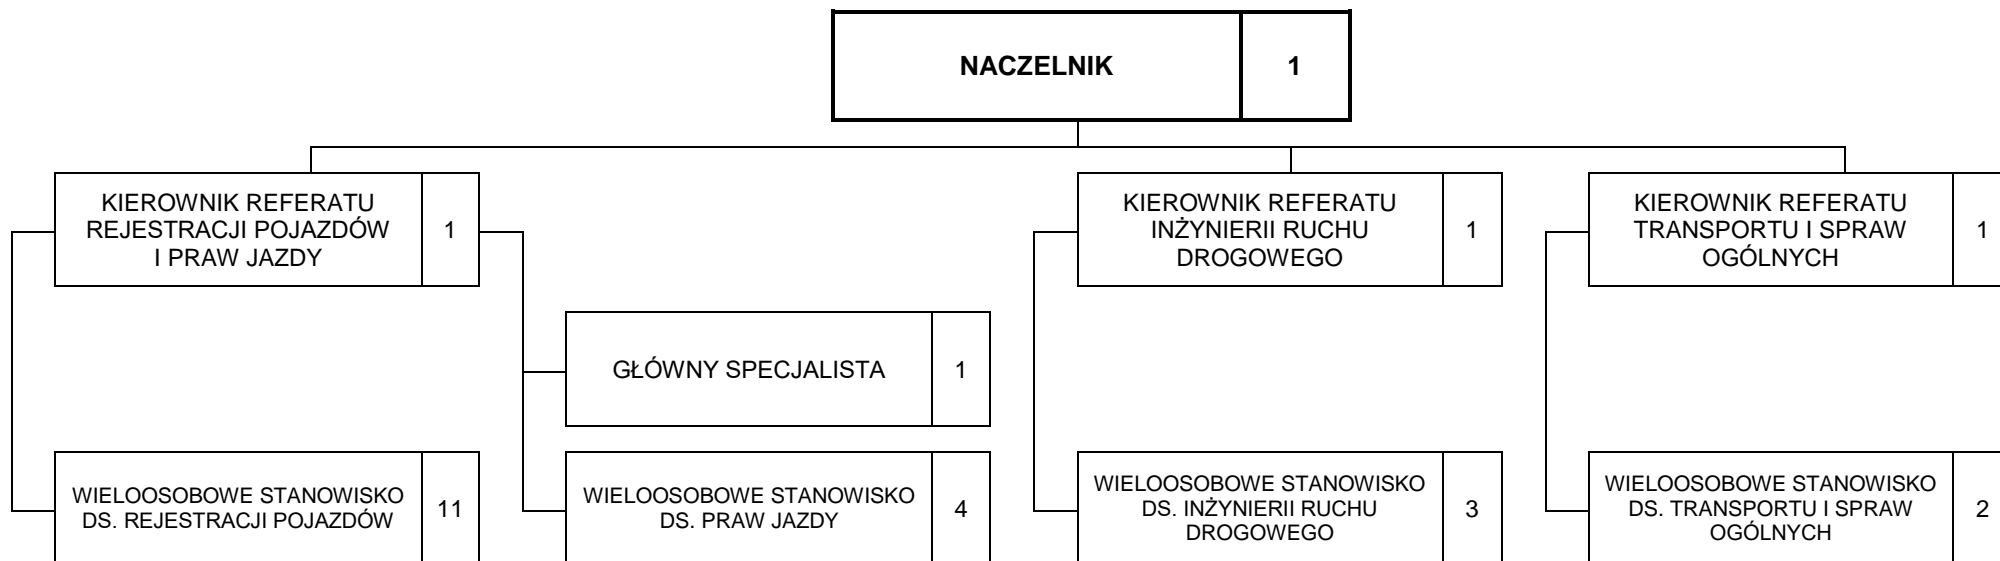 NACZELNIK
1
KIEROWNIK REFERATU
REJESTRACJI POJAZDÓW
I PRAW JAZDY
1
KIEROWNIK REFERATU
INŻYNIERII RUCHU
DROGOWEGO
1
KIEROWNIK REFERATU
TRANSPORTU I SPRAW
OGÓLNYCH
1
GŁÓWNY SPECJALISTA
1
WIELOOSOBOWE STANOWISKO
DS. REJESTRACJI POJAZDÓW
11
WIELOOSOBOWE STANOWISKO
DS. PRAW JAZDY
4
WIELOOSOBOWE STANOWISKO
DS. INŻYNIERII RUCHU
DROGOWEGO
3
WIELOOSOBOWE STANOWISKO
DS. TRANSPORTU I SPRAW
OGÓLNYCH
2